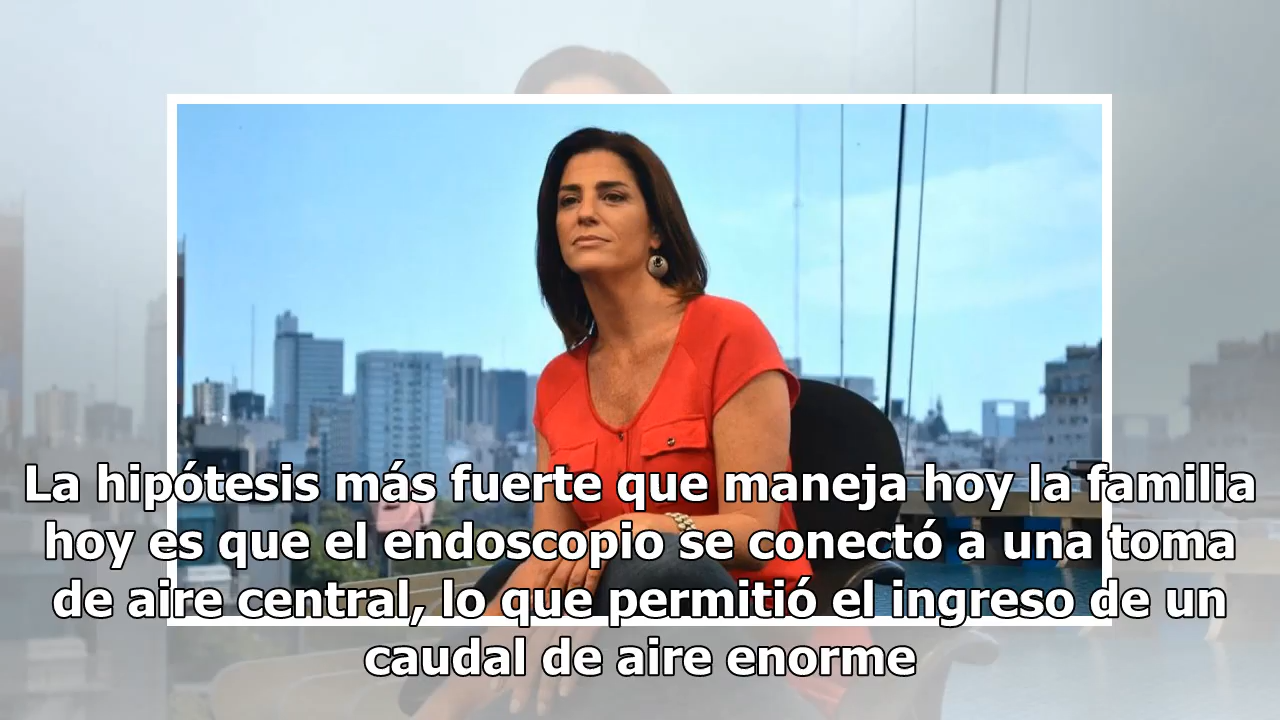 La hipótesis más fuerte que maneja hoy la familia
hoy es que el endoscopio se conectó a una toma
de aire central, lo que permitió el ingreso de un
caudal de aire enorme